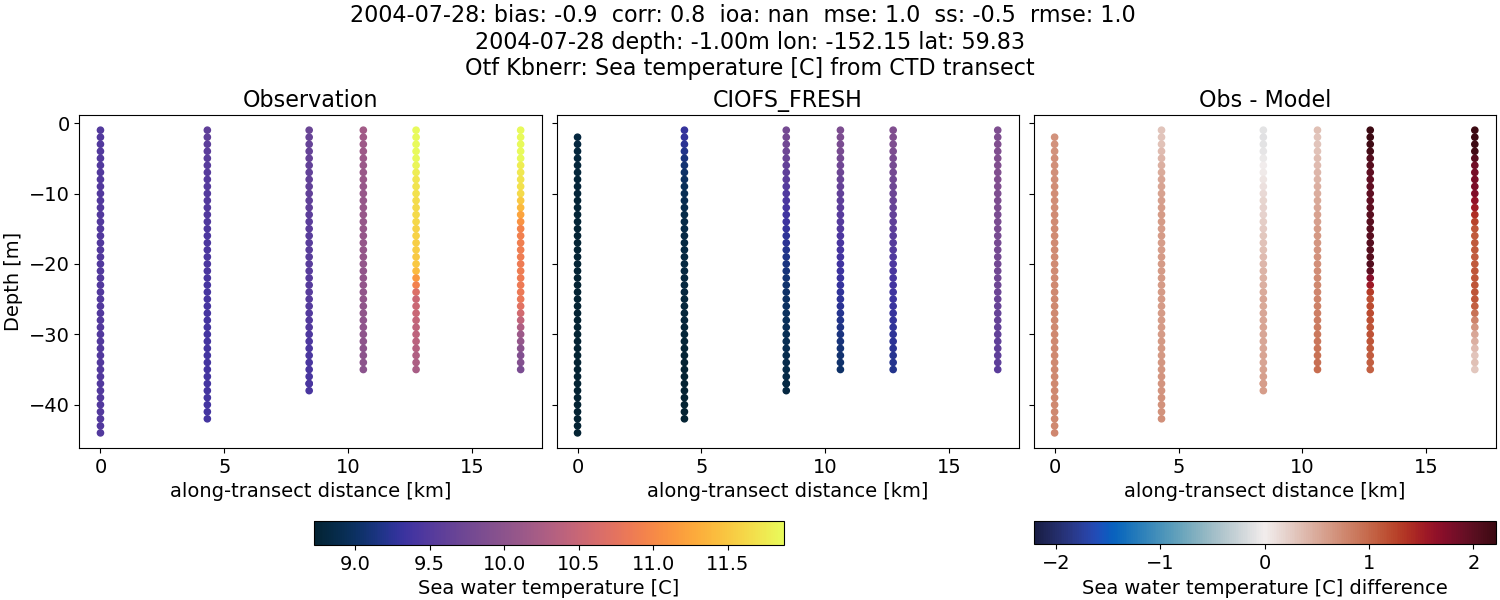 2004-07-28: bias: -0.9  corr: 0.8  ioa: nan  mse: 1.0  ss: -0.5  rmse: 1.0
2004-07-28 depth: -1.00m lon: -152.15 lat: 59.83
Otf Kbnerr: Sea temperature [C] from CTD transect
Observation
CIOFS_FRESH
Obs - Model
Depth [m]
0
−10
−20
−30
−40
0 5 10 15
0 5 10 15
0 5 10 15
along-transect distance [km]
along-transect distance [km]
along-transect distance [km]
9.0 9.5 10.0 10.5 11.0 11.5
Sea water temperature [C]
−2 −1 0 1 2
Sea water temperature [C] difference